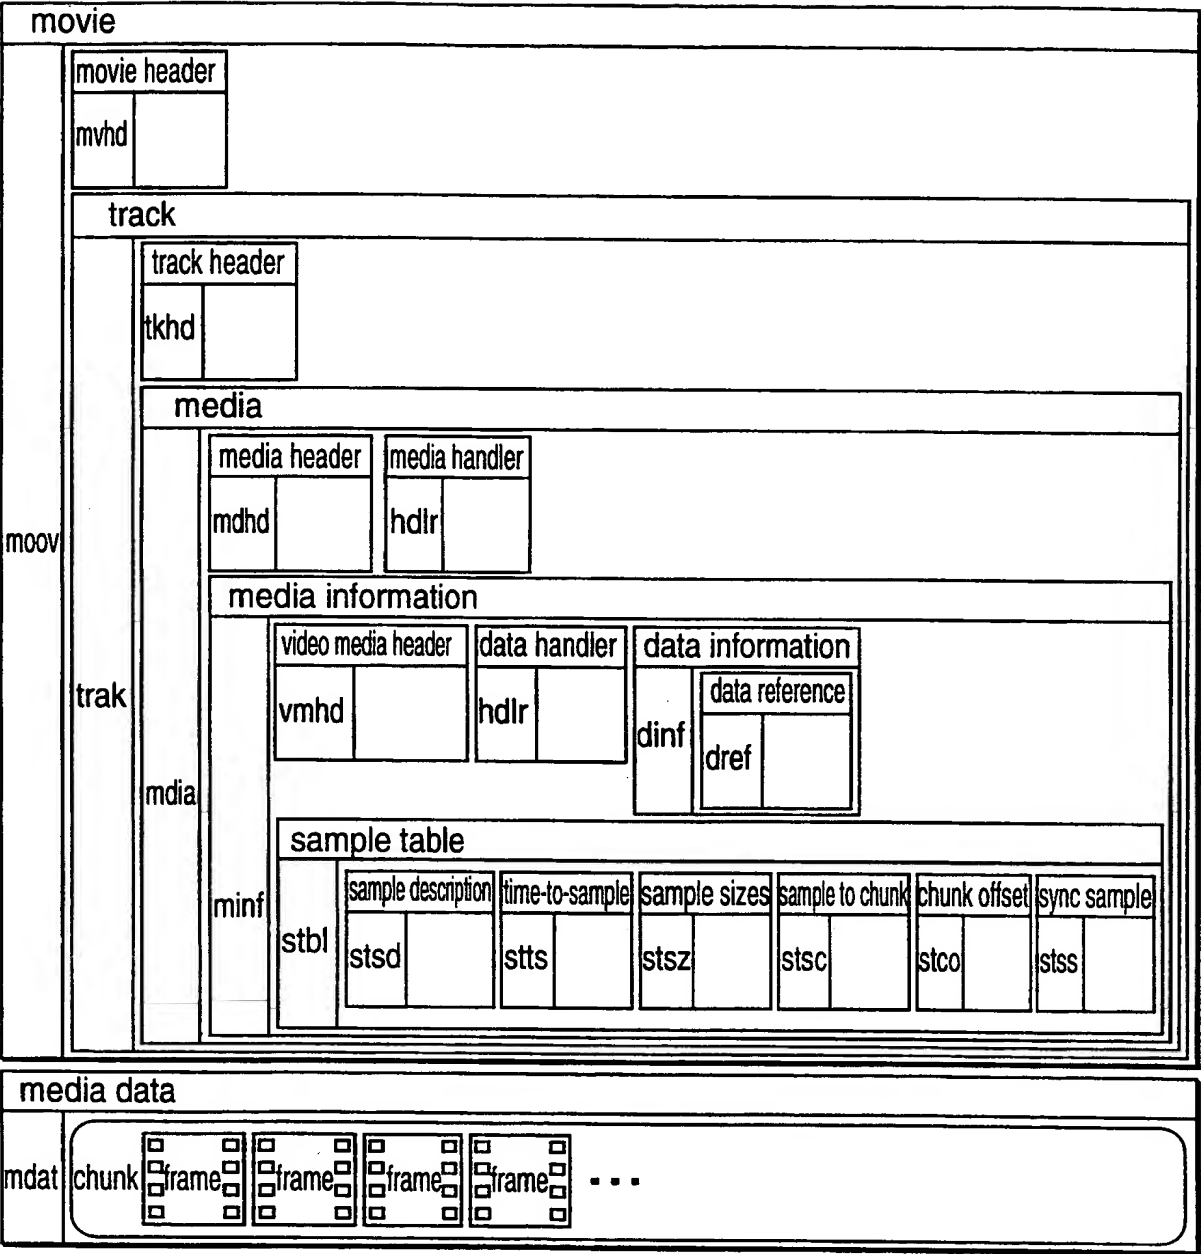 movie
movie header
mvhd
track
track header
tkhd
media
media header media handler
mdhd hdlr
moov
media information
video media header data handler data information
data reference
trak
vmhd hdlr dinf
dref
mdia
sample table
minf
sample description time-to-sample sample sizes sample to chunk chunk offset sync sample
stbl
stsd stts stsz stsc stco stss
media data
mdat chunk frame frame frame frame ...